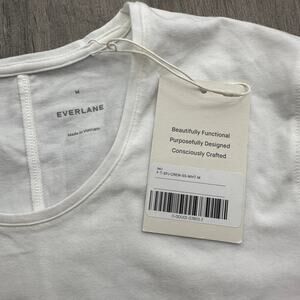 M
EVERLANE
Made in Vietnam
Beautifully Functional
Purposefully Designed
Consciously Crafted